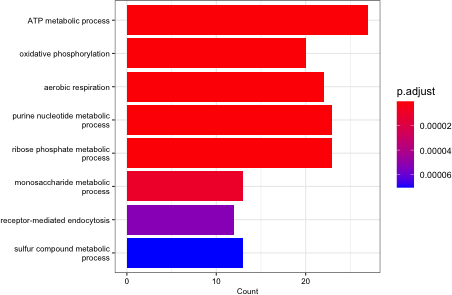 ATP metabolic process
oxidative phosphorylation
aerobic respiration
purine nucleotide metabolic
process
ribose phosphate metabolic
process
monosaccharide metabolic
process
receptor-mediated endocytosis
sulfur compound metabolic
process
0 10 20
Count
p.adjust
0.00002
0.00004
0.00006